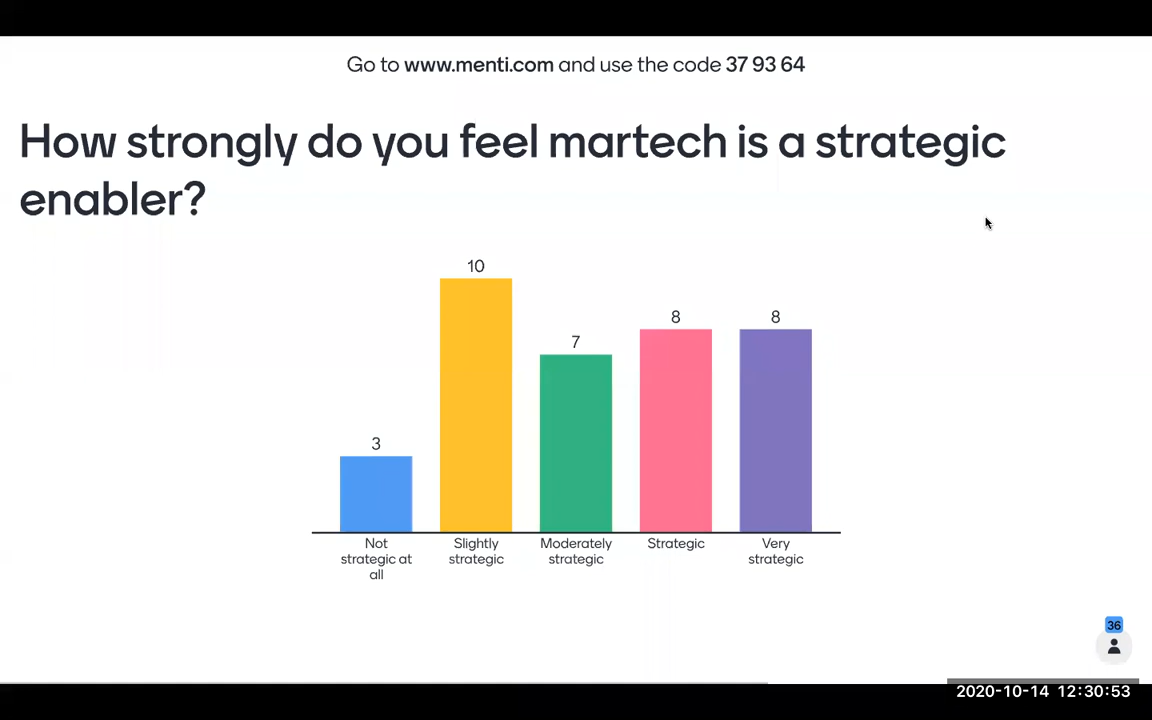 Go to www.menti.com and use the code 37 93 64
How strongly do you feel martech is a strategic
enabler?
10
8
8
7
3
Not
strategic at
all
Slightly
strategic
Moderately
strategic
Strategic
Very
strategic
36
2020-10-14 12:30:53